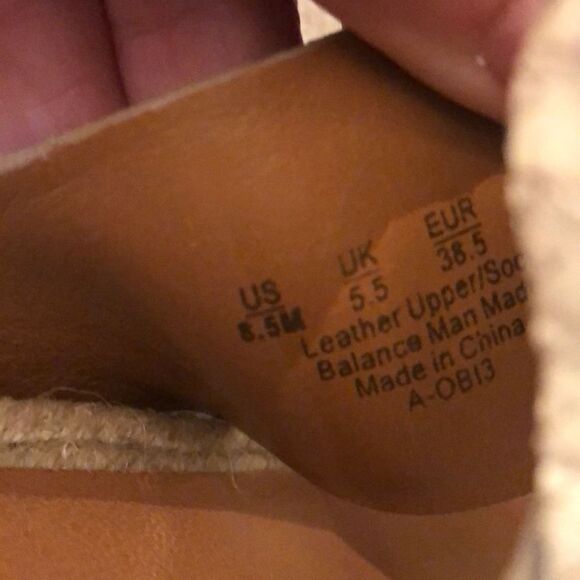 US UK EUR
8.5M 5.5 38.5
Leather Upper/Soc
Balance Man Mad
Made in China
A-OBI3